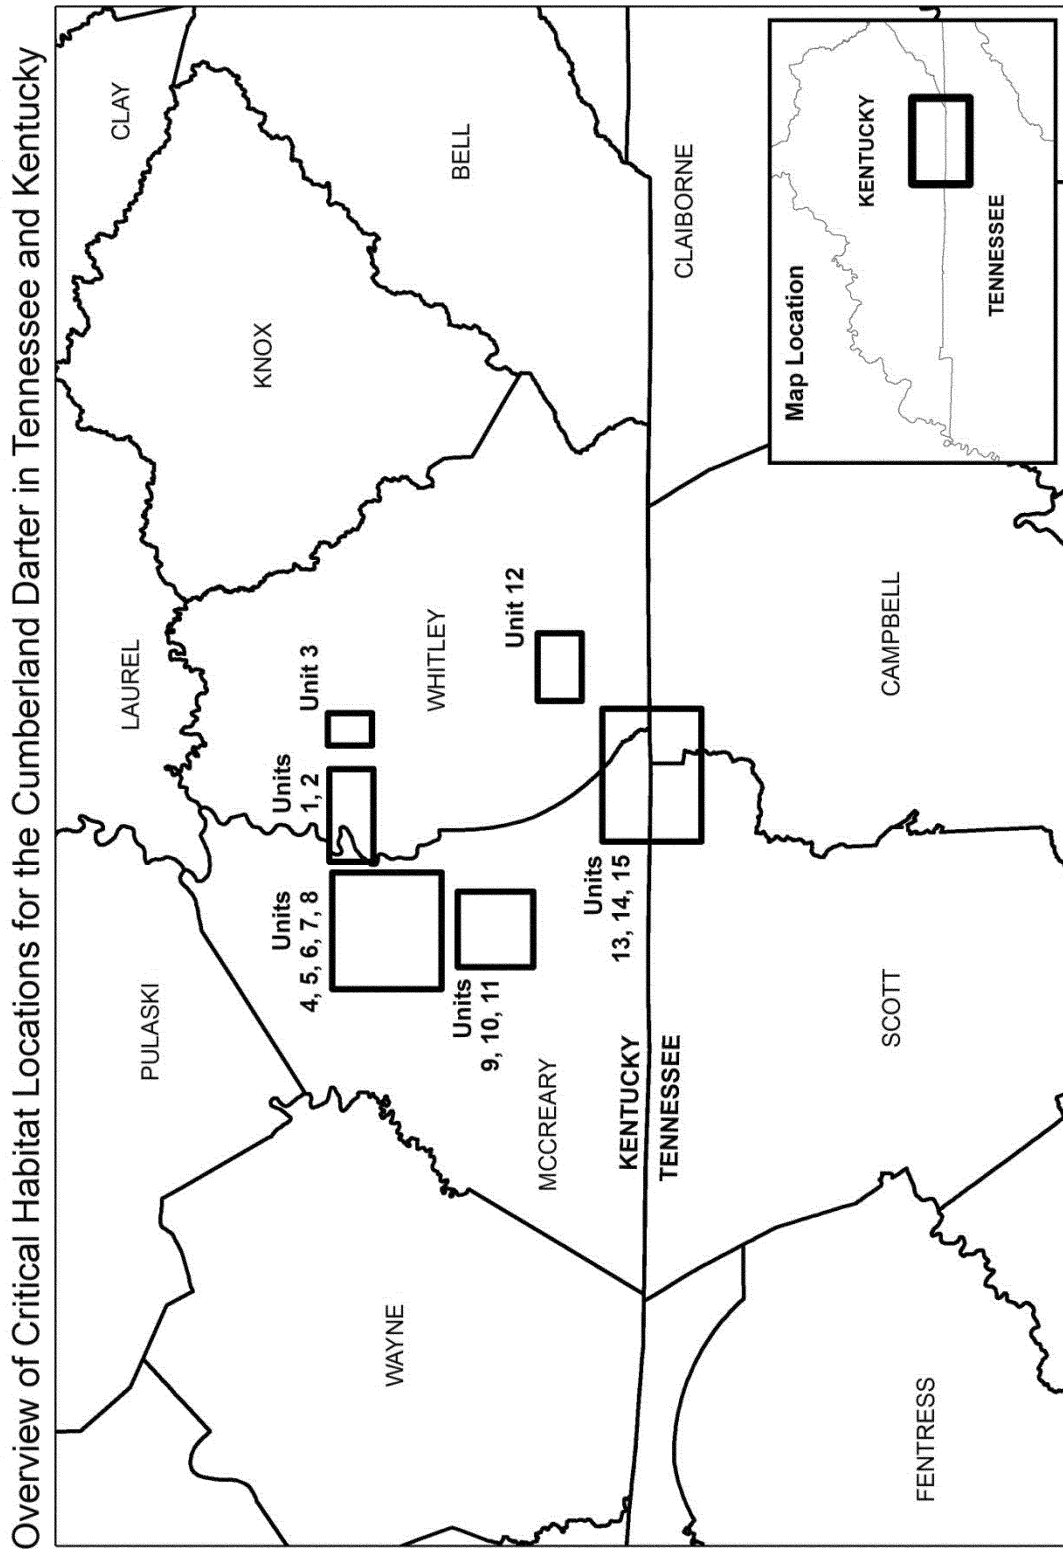 Overview of Critical Habitat Locations for the Cumberland Darter in Tennessee and Kentucky
CLAY
LAUREL
PULASKI
KNOX
BELL
Units
1, 2
Unit 3
Units
4, 5, 6, 7, 8
WHITLEY
WAYNE
Units
9, 10, 11
Unit 12
MCCREARY
Units
13, 14, 15
KENTUCKY
TENNESSEE
CLAIBORNE
CAMPBELL
SCOTT
FENTRESS
Map Location
KENTUCKY
TENNESSEE